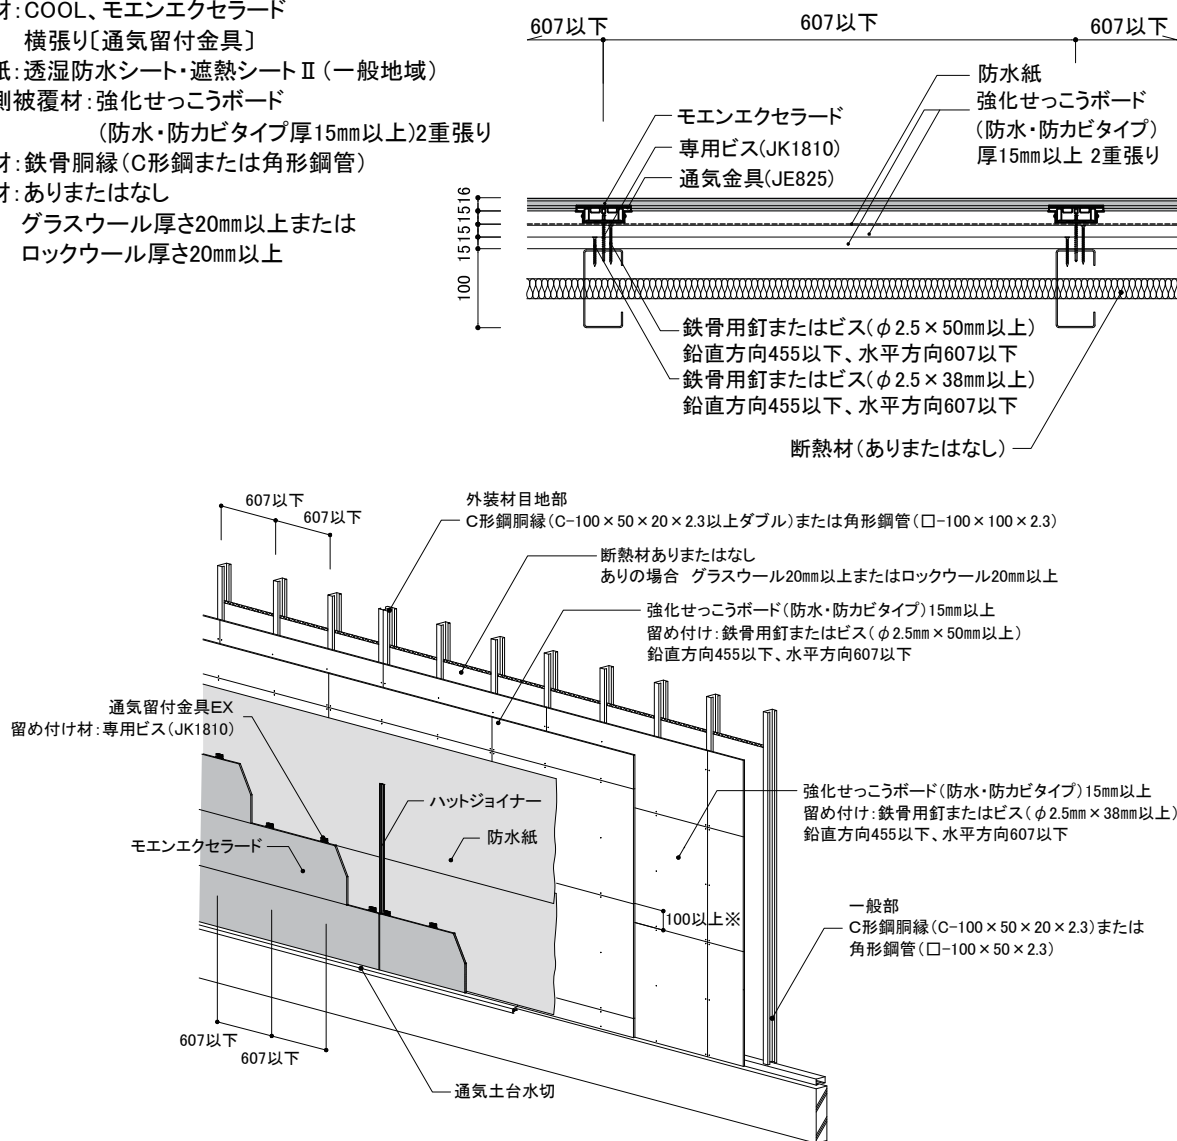 材:COOL、モエンエクセラード
横張り〔通気留付金具〕
紙:透湿防水シート・遮熱シートⅡ(一般地域)
側被覆材:強化せっこうボード
(防水・防カビタイプ厚15mm以上)2重張り
材:鉄骨胴縁(C形鋼または角形鋼管)
材:ありまたはなし
グラスウール厚さ20mm以上または
ロックウール厚さ20mm以上
607以下
607以下
607以下
防水紙
強化せっこうボード
(防水・防カビタイプ)
厚15mm以上 2重張り
モエンエクセラード
専用ビス(JK1810)
通気金具(JE825)
16
15
15
15
100
鉄骨用釘またはビス(φ2.5×50mm以上)
鉛直方向455以下、水平方向607以下
鉄骨用釘またはビス(φ2.5×38mm以上)
鉛直方向455以下、水平方向607以下
断熱材(ありまたはなし)
607以下
607以下
外装材目地部
C形鋼胴縁(C-100×50×20×2.3以上ダブル)または角形鋼管(□-100×100×2.3)
断熱材ありまたはなし
ありの場合 グラスウール20mm以上またはロックウール20mm以上
強化せっこうボード(防水・防カビタイプ)15mm以上
留め付け:鉄骨用釘またはビス(φ2.5mm×50mm以上)
鉛直方向455以下、水平方向607以下
通気留付金具EX
留め付け材:専用ビス(JK1810)
ハットジョイナー
防水紙
モエンエクセラード
強化せっこうボード(防水・防カビタイプ)15mm以上
留め付け:鉄骨用釘またはビス(φ2.5mm×38mm以上)
鉛直方向455以下、水平方向607以下
100以上※
一般部
C形鋼胴縁(C-100×50×20×2.3)または
角形鋼管(□-100×50×2.3)
607以下
607以下
通気土台水切